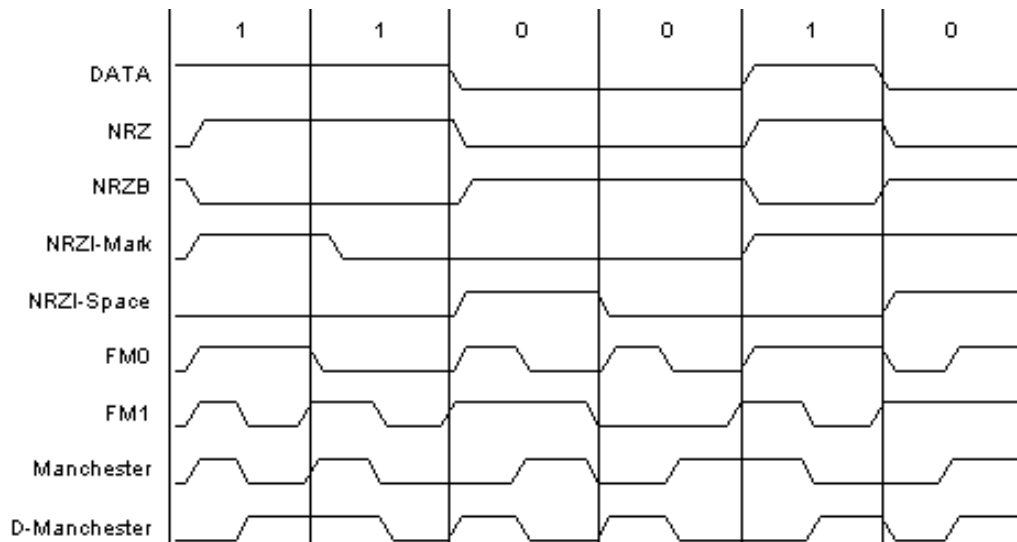 1 1 0 0 1 0
DATA
NRZ
NRZB
NRZI-Mark
NRZI-Space
FM0
FM1
Manchester
D-Manchester